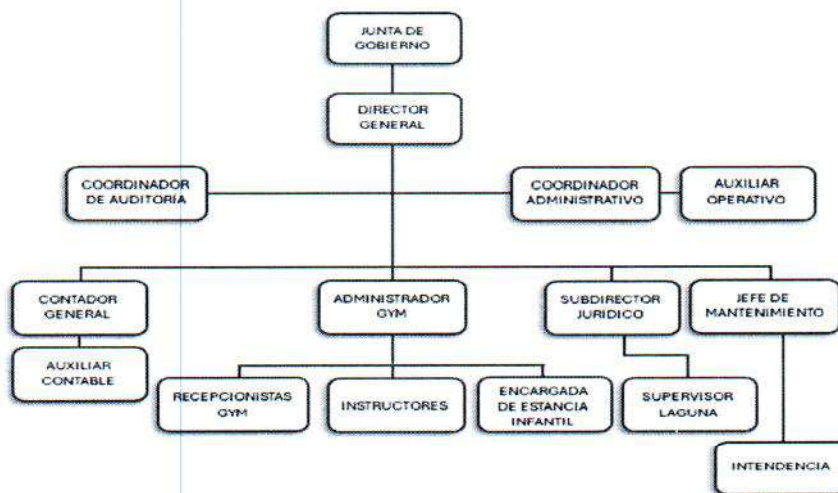 JUNTA DE
GOBIERNO
DIRECTOR
GENERAL
COORDINADOR
DE AUDITORÍA
COORDINADOR
ADMINISTRATIVO
AUXILIAR
OPERATIVO
CONTADOR
GENERAL
ADMINISTRADOR
GYM
SUBDIRECTOR
JURÍDICO
JEFE DE
MANTENIMIENTO
AUXILIAR
CONTABLE
RECEPCIONISTAS
GYM
INSTRUCTORES
ENCARGADA
DE ESTANCIA
INFANTIL
SUPERVISOR
LAGUNA
INTENDENCIA